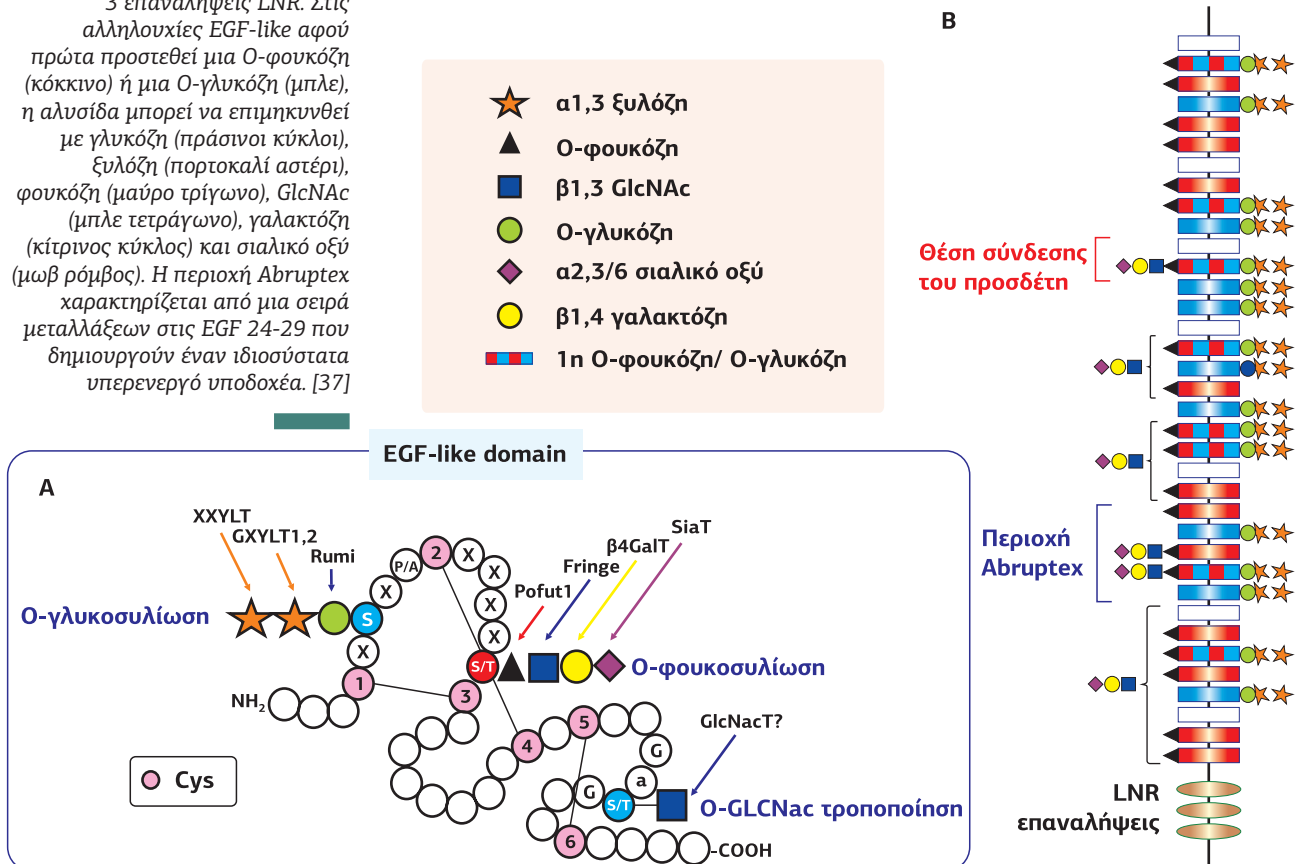 3 επαναλήψεις LNR. Στις
αλληλουχίες EGF-like αφού
πρώτα προστεθεί μια Ο-φουκόζη
(κόκκινο) ή μια Ο-γλυκόζη (μπλε),
η αλυσίδα μπορεί να επιμηκυνθεί
με γλυκόζη (πράσινοι κύκλοι),
ξυλόζη (πορτοκαλί αστέρι),
φουκόζη (μαύρο τρίγωνο), GlcNAc
(μπλε τετράγωνο), γαλακτόζη
(κίτρινος κύκλος) και σιαλικό οξύ
(μωβ ρόμβος). Η περιοχή Abruptex
χαρακτηρίζεται από μια σειρά
μεταλλάξεων στις EGF 24-29 που
δημιουργούν έναν ιδιοσύστατα
υπερενεργό υποδοχέα. [37]
α1,3 ξυλόζη
Ο-φουκόζη
β1,3 GlcNAc
Ο-γλυκόζη
α2,3/6 σιαλικό οξύ
β1,4 γαλακτόζη
1η Ο-φουκόζη/ Ο-γλυκόζη
EGF-like domain
A
XXYLT
GXYLT1,2
Rumi
Ο-γλυκοσυλίωση
S
X
P/A
2
X
X
X
X
X
1
NH2
3
S/T
Pofut1
Fringe
β4GalT
SiaT
Ο-φουκοσυλίωση
4
5
G
a
S/T
G
6
-COOH
GlcNacT?
O-GLCNac τροποποίηση
Cys
B
Θέση σύνδεσης
του προσδέτη
Περιοχή
Abruptex
LNR
επαναλήψεις